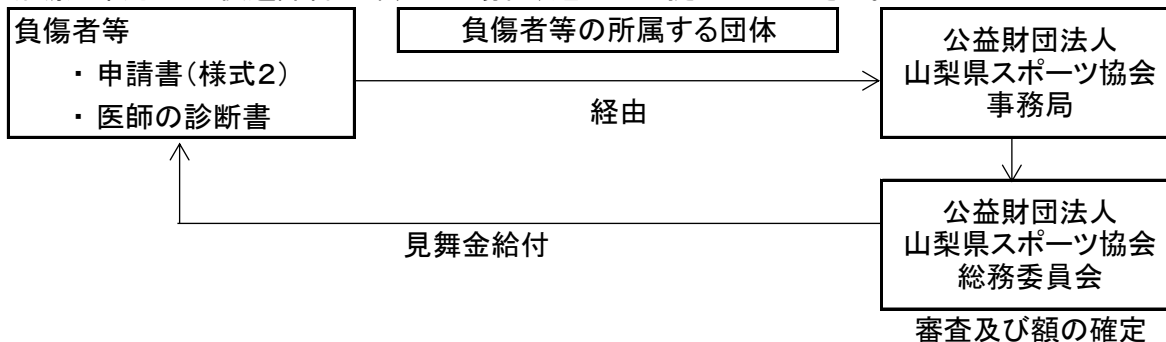 負傷者等
・ 申請書(様式2)
・ 医師の診断書
負傷者等の所属する団体
経由
公益財団法人
山梨県スポーツ協会
事務局
公益財団法人
山梨県スポーツ協会
総務委員会
見舞金給付
審査及び額の確定